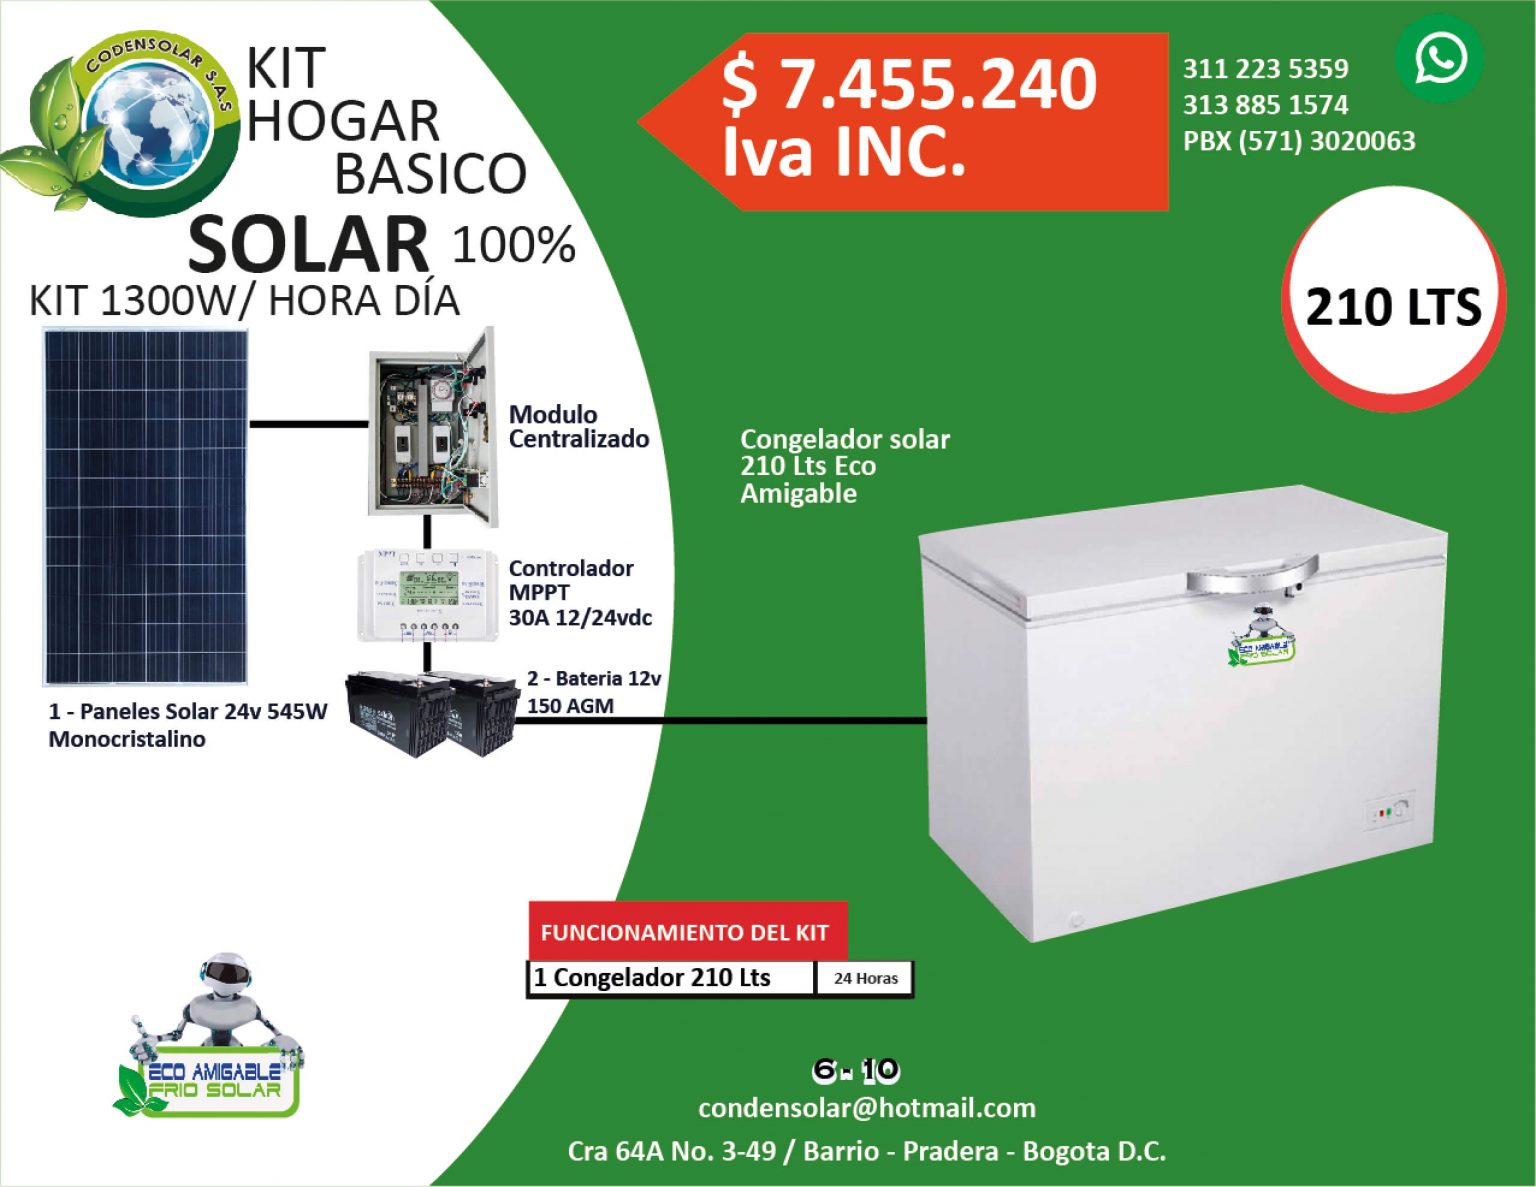 CODENSOLAR S.A.S
KIT
HOGAR
BASICO
SOLAR 100%
KIT 1300W/ HORA DÍA
$ 7.455.240
Iva INC.
311 223 5359
313 885 1574
PBX (571) 3020063
210 LTS
Modulo
Centralizado
Controlador
MPPT
30A 12/24vdc
2 - Bateria 12v
150 AGM
1 - Paneles Solar 24v 545W
Monocristalino
Congelador solar
210 Lts Eco
Amigable
ECO AMIGABLE
FRIO SOLAR
FUNCIONAMIENTO DEL KIT
1 Congelador 210 Lts 24 Horas
ECO AMIGABLE
FRIO SOLAR
6 - 10
condensolar@hotmail.com
Cra 64A No. 3-49 / Barrio - Pradera - Bogota D.C.